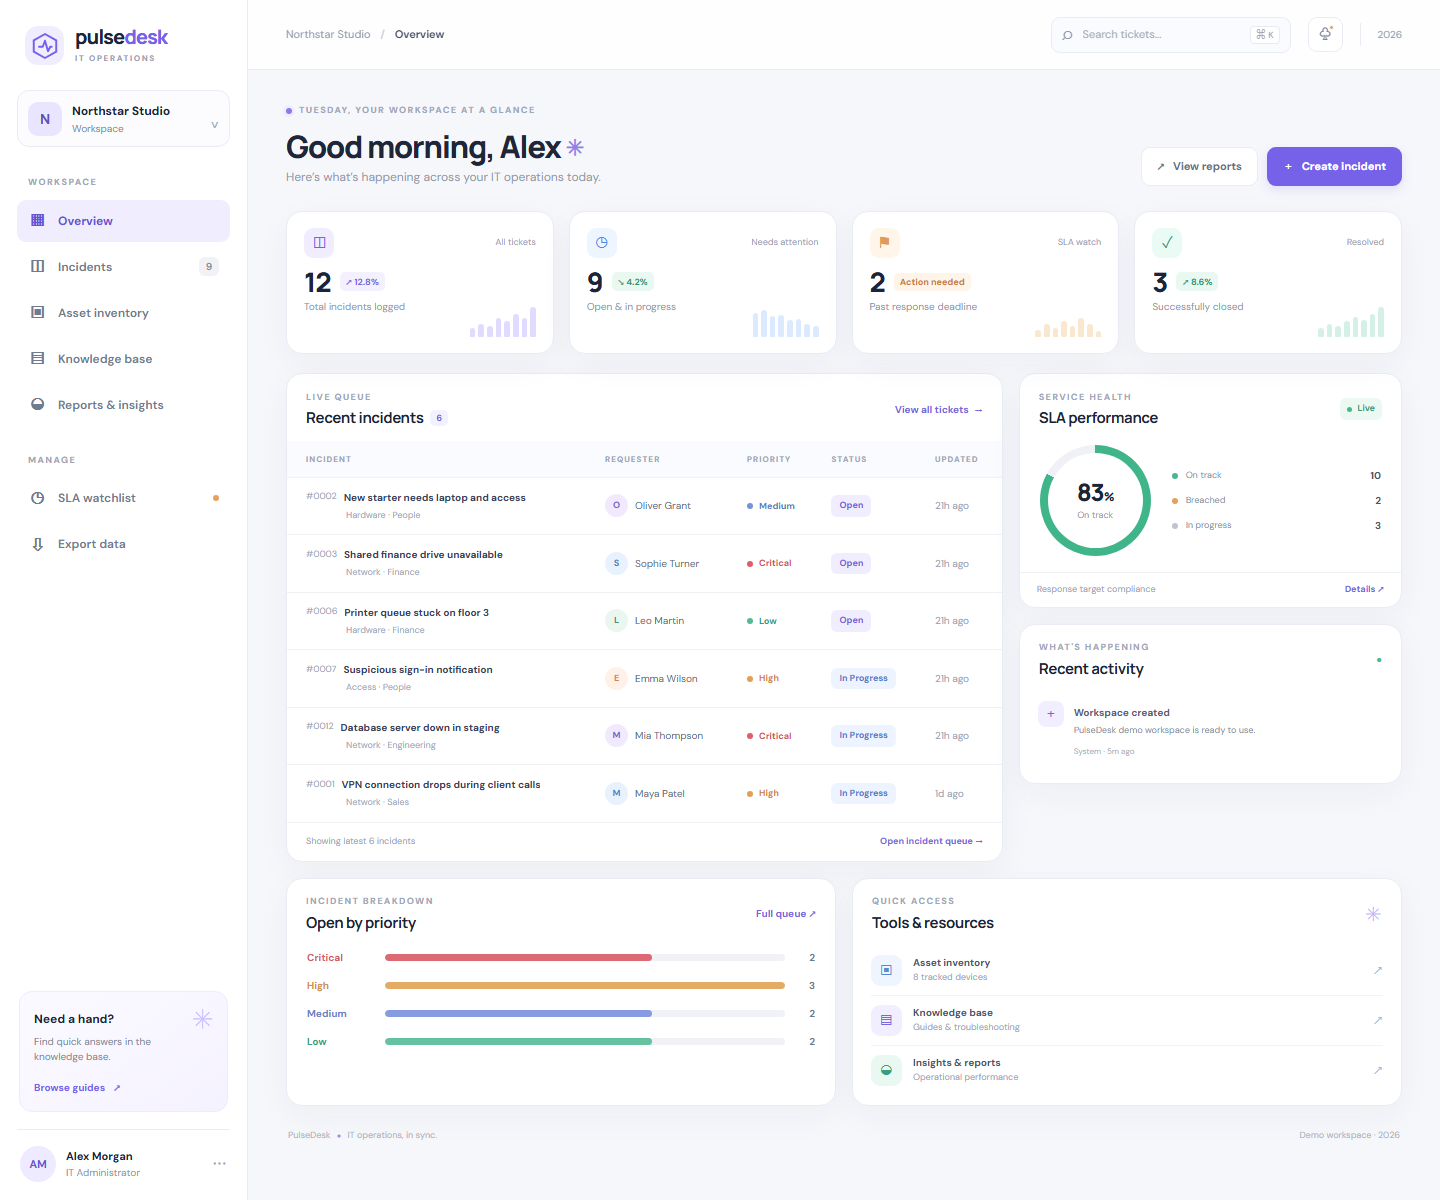 pulsedesk
IT OPERATIONS
N
Northstar Studio
Workspace
WORKSPACE
Overview
Incidents 9
Asset inventory
Knowledge base
Reports & insights
MANAGE
SLA watchlist
Export data
Need a hand?
Find quick answers in the
knowledge base.
Browse guides ↗
AM
Alex Morgan
IT Administrator
Northstar Studio / Overview
Search tickets... ⌘ K
2026
TUESDAY, YOUR WORKSPACE AT A GLANCE
Good morning, Alex
Here's what's happening across your IT operations today.
↗ View reports
+ Create incident
All tickets
12 ↗ 12.8%
Total incidents logged
Needs attention
9 ↘ 4.2%
Open & in progress
SLA watch
2 Action needed
Past response deadline
Resolved
3 ↗ 8.6%
Successfully closed
LIVE QUEUE
Recent incidents 6
View all tickets →
INCIDENT REQUESTER PRIORITY STATUS UPDATED
#0002 New starter needs laptop and access O Oliver Grant Medium Open 21h ago
Hardware · People
#0003 Shared finance drive unavailable S Sophie Turner Critical Open 21h ago
Network · Finance
#0006 Printer queue stuck on floor 3 L Leo Martin Low Open 21h ago
Hardware · Finance
#0007 Suspicious sign-in notification E Emma Wilson High In Progress 21h ago
Access · People
#0012 Database server down in staging M Mia Thompson Critical In Progress 21h ago
Network · Engineering
#0001 VPN connection drops during client calls M Maya Patel High In Progress 1d ago
Network · Sales
Showing latest 6 incidents
Open incident queue →
SERVICE HEALTH
SLA performance
Live
83%
On track
On track 10
Breached 2
In progress 3
Response target compliance
Details ↗
WHAT'S HAPPENING
Recent activity
+
Workspace created
PulseDesk demo workspace is ready to use.
System · 5m ago
INCIDENT BREAKDOWN
Open by priority
Full queue ↗
Critical 2
High 3
Medium 2
Low 2
QUICK ACCESS
Tools & resources
Asset inventory
8 tracked devices
Knowledge base
Guides & troubleshooting
Insights & reports
Operational performance
PulseDesk • IT operations, in sync.
Demo workspace · 2026